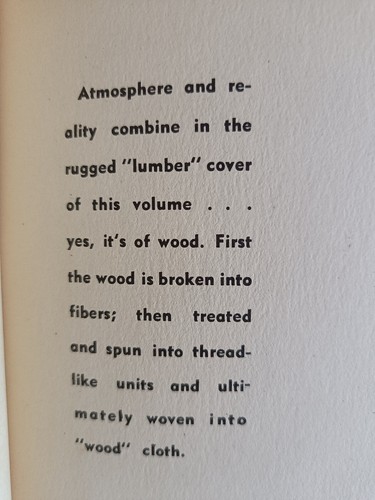 Atmosphere and re-
ality combine in the
rugged "lumber" cover
of this volume . . .
yes, it's of wood. First
the wood is broken into
fibers; then treated
and spun into thread-
like units and ulti-
mately woven into
"wood" cloth.